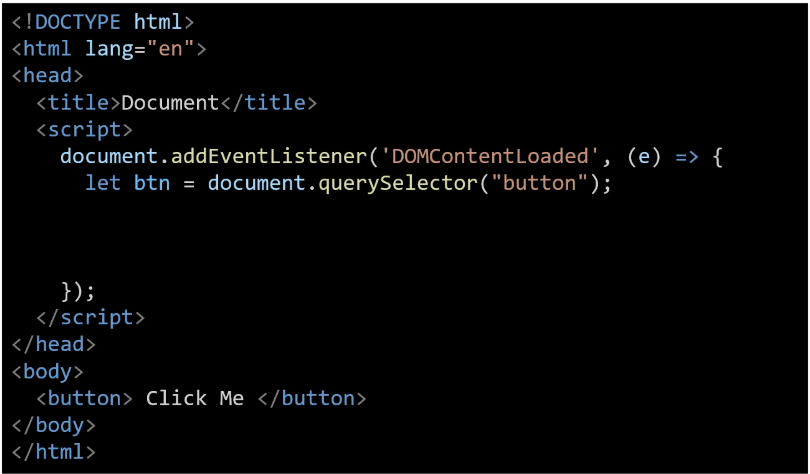 <!DOCTYPE html>
<html lang="en">
<head>
  <title>Document</title>
  <script>
    document.addEventListener('DOMContentLoaded', (e) => {
      let btn = document.querySelector("button");
    });
  </script>
</head>
<body>
  <button> Click Me </button>
</body>
</html>